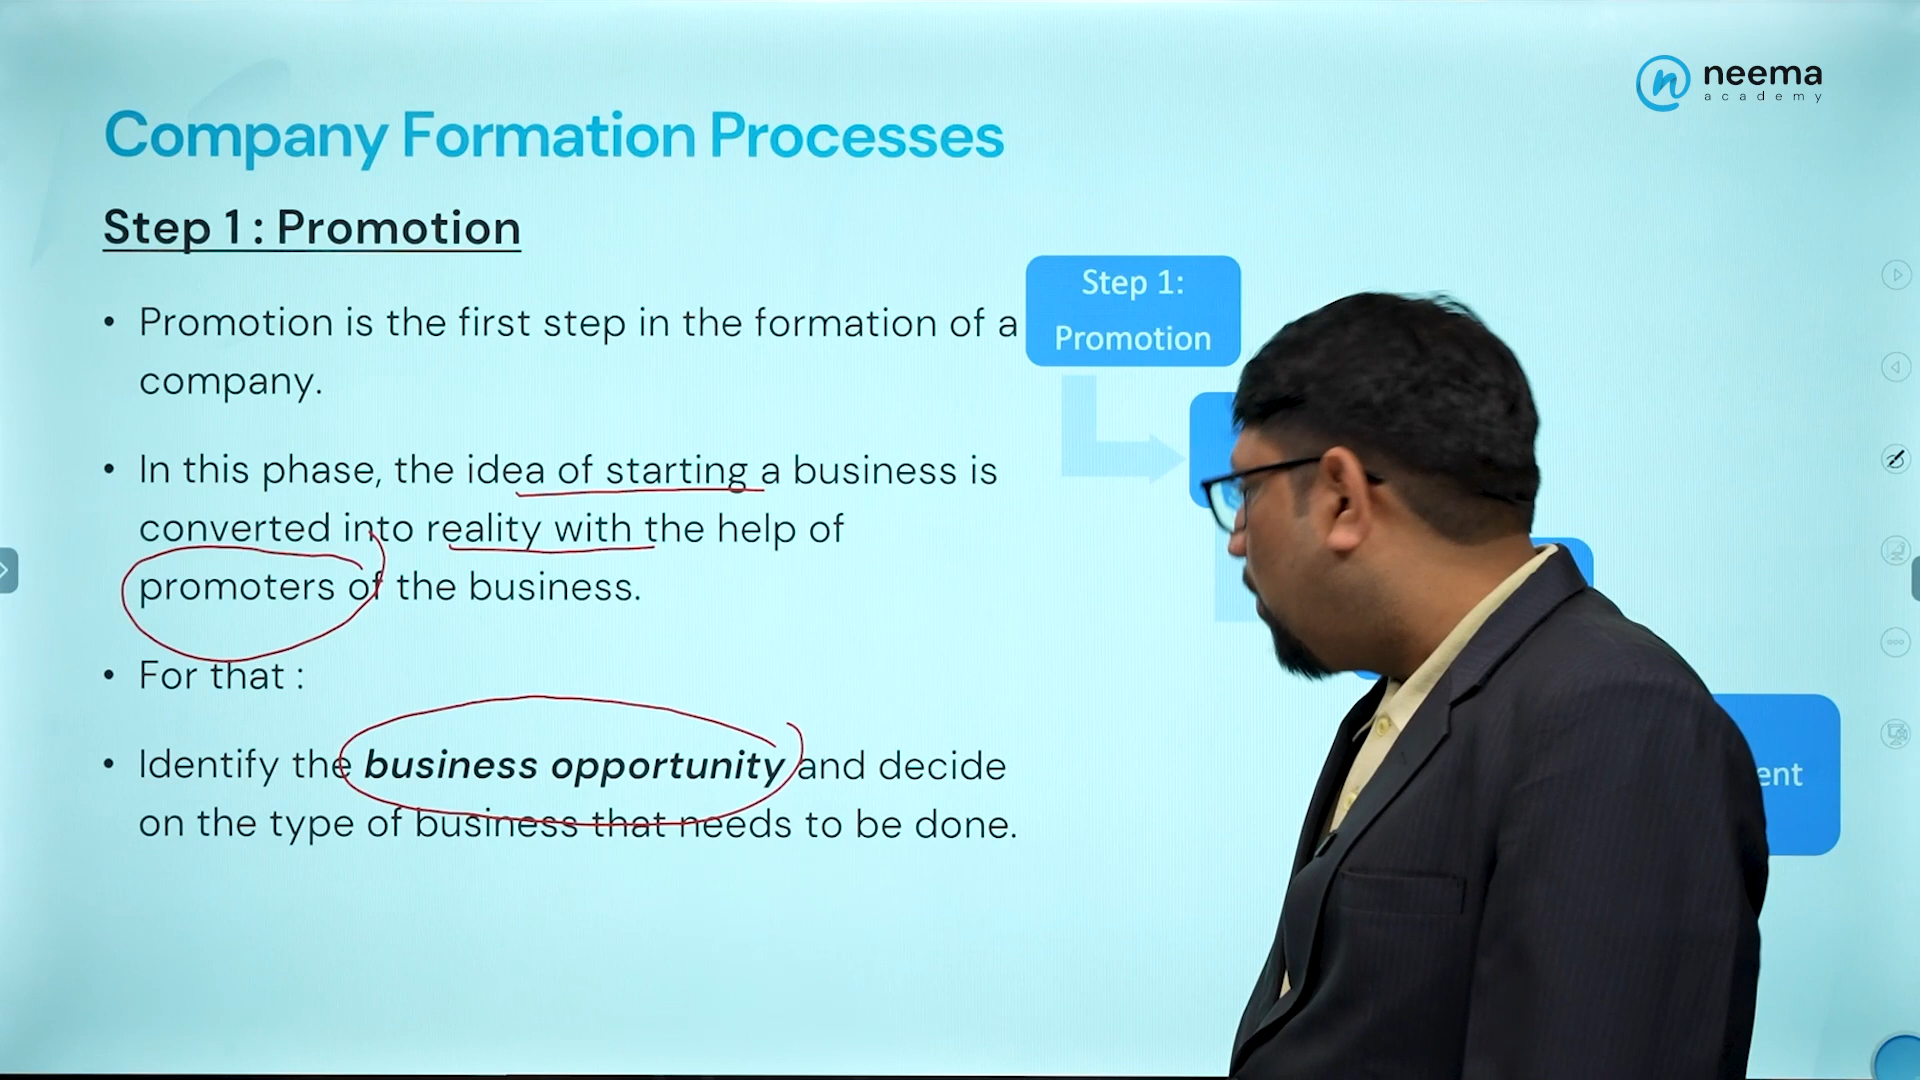 neema
academy
Company Formation Processes
Step 1 : Promotion
• Promotion is the first step in the formation of a
company.
• In this phase, the idea of starting a business is
converted into reality with the help of
promoters of the business.
• For that :
• Identify the business opportunity and decide
on the type of business that needs to be done.
Step 1:
Promotion
ent